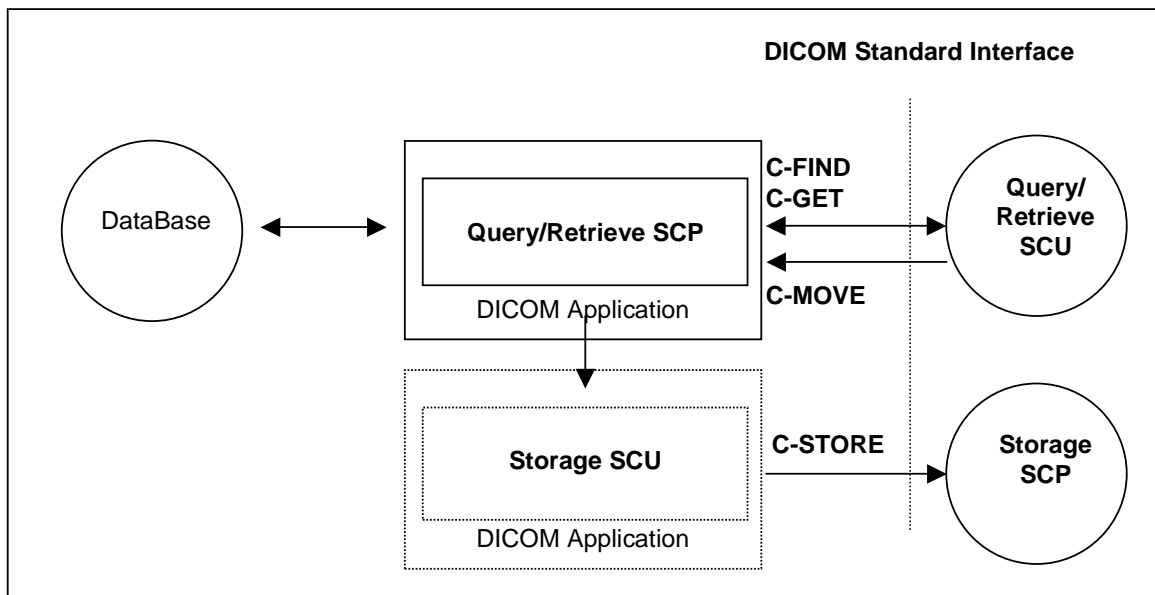 DICOM Standard Interface
DataBase
C-FIND
C-GET
Query/Retrieve SCP
C-MOVE
DICOM Application
Query/
Retrieve
SCU
Storage SCU
C-STORE
DICOM Application
Storage
SCP